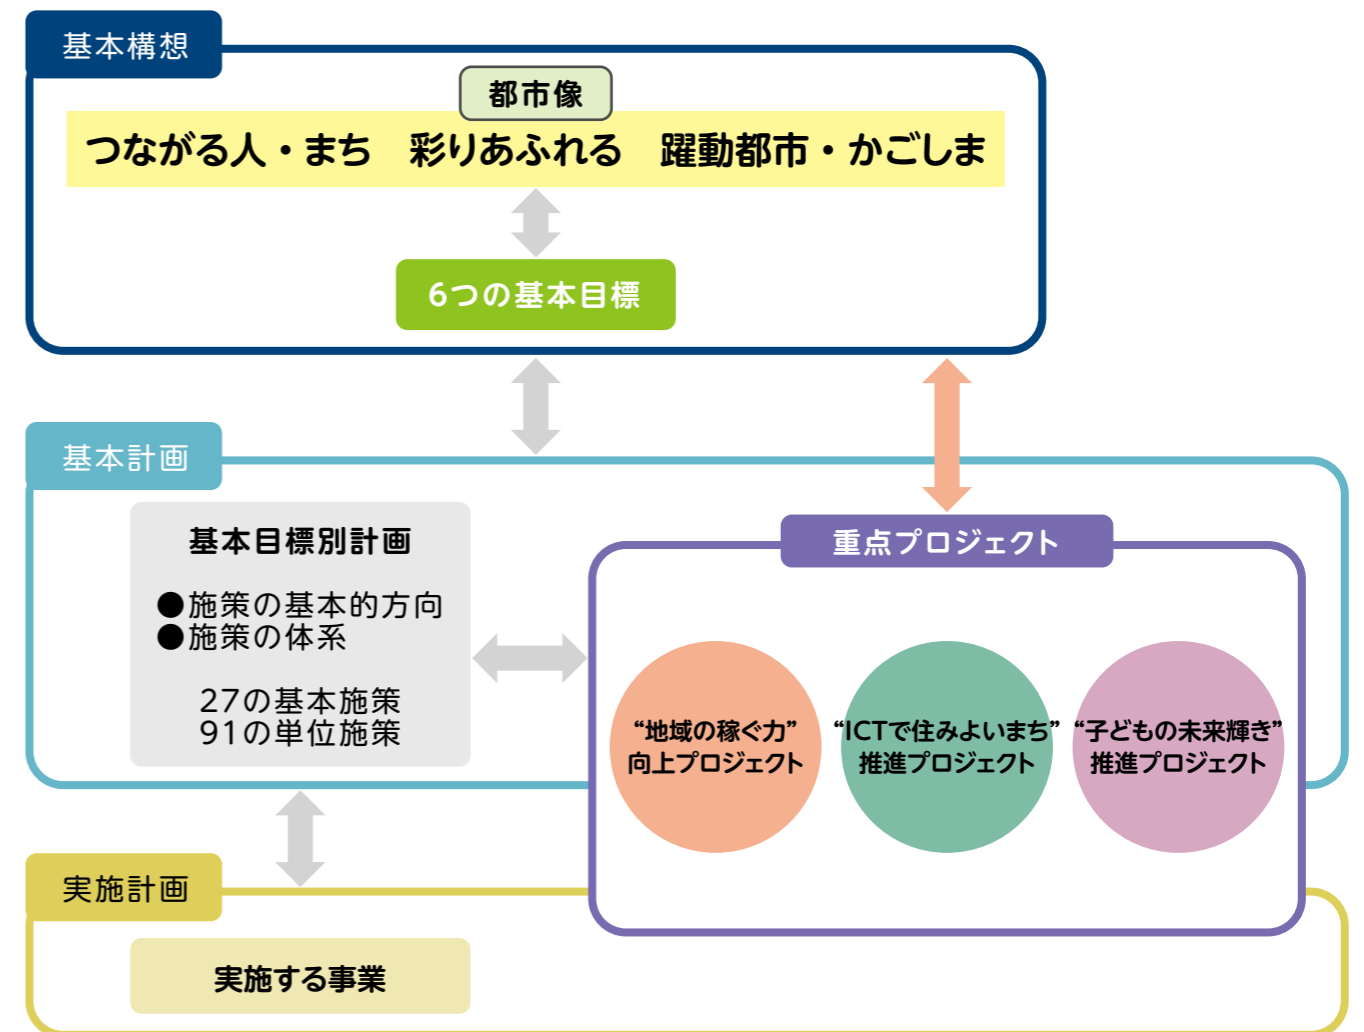 基本構想
都市像
つながる人・まち　彩りあふれる　躍動都市・かごしま
6つの基本目標
基本計画
基本目標別計画
●施策の基本的方向
●施策の体系
27の基本施策
91の単位施策
重点プロジェクト
“地域の稼ぐ力”
向上プロジェクト
“ICTで住みよいまち”
推進プロジェクト
“子どもの未来輝き”
推進プロジェクト
実施計画
実施する事業